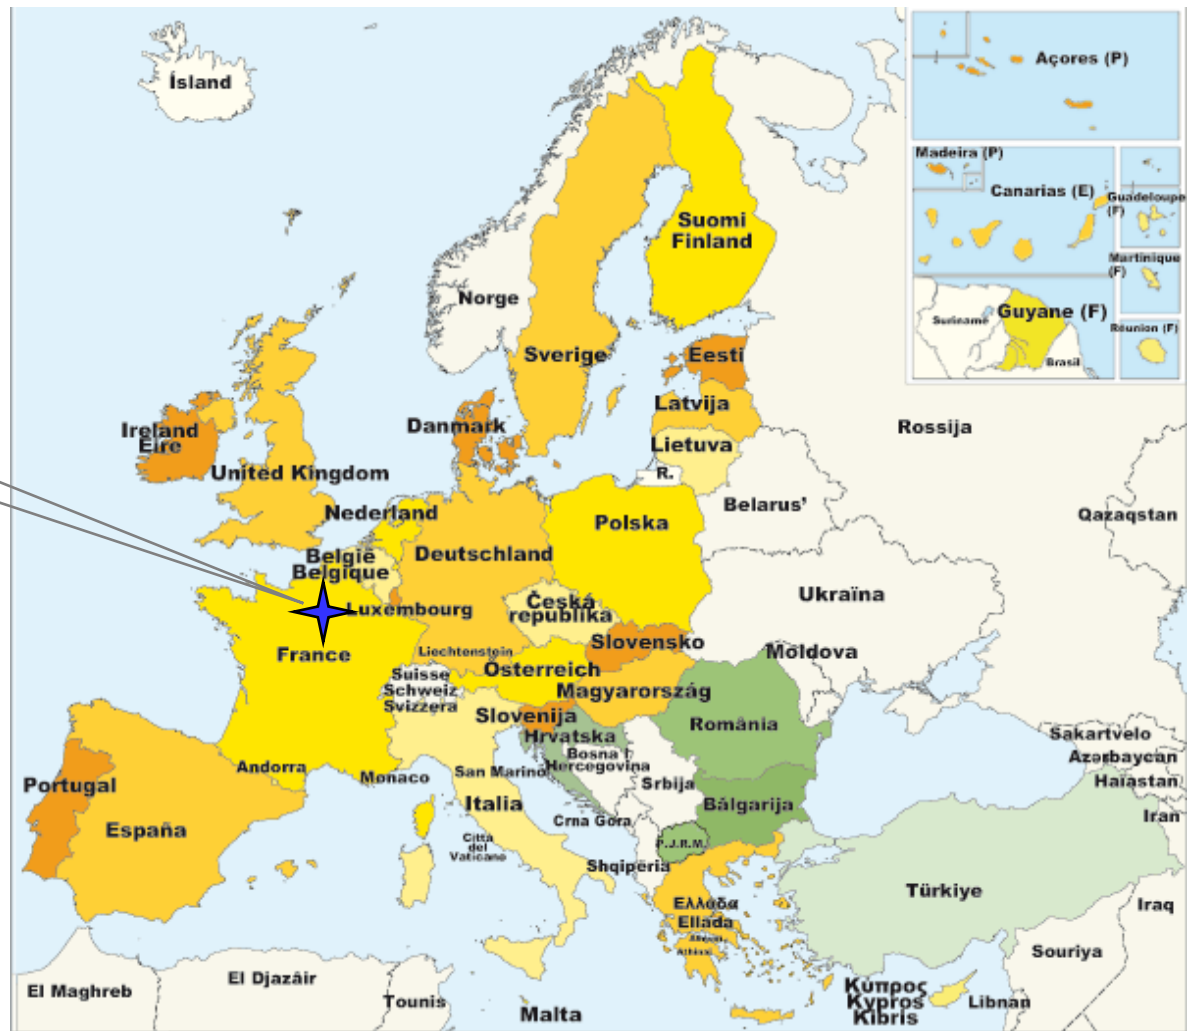 Ísland
Açores (P)
Madeira (P)
Canarias (E)
Guadeloupe
(F)
Martinique
(F)
Suriname
Guyane (F)
Brasil
Réunion (F)
Suomi
Finland
Norge
Sverige
Eesti
Latvija
Lietuva
R.
Rossija
Danmark
Ireland
Eire
United Kingdom
Nederland
België
Belgique
Deutschland
Polska
Belarus'
Qazaqstan
Luxembourg
Česká
republika
Ukraïna
Slovensko
France
Liechtenstein
Österreich
Moldova
Suisse
Schweiz
Svizzera
Magyarország
România
Slovenija
Hrvatska
Bosna I
Hercegovina
Srbija
Sakartvelo
Azərbaycan
Haïastan
Iran
Andorra
Monaco
San Marino
Portugal
España
Italia
Crna Gora
Bălgarija
Città
del
Vaticano
P.J.R.M.
Shqipëria
Türkiye
Iraq
Ελλάδα
Ellada
Souriya
El Maghreb
El Djazâir
Tounis
Malta
Κύπρος
Kypros
Kibris
Libnan